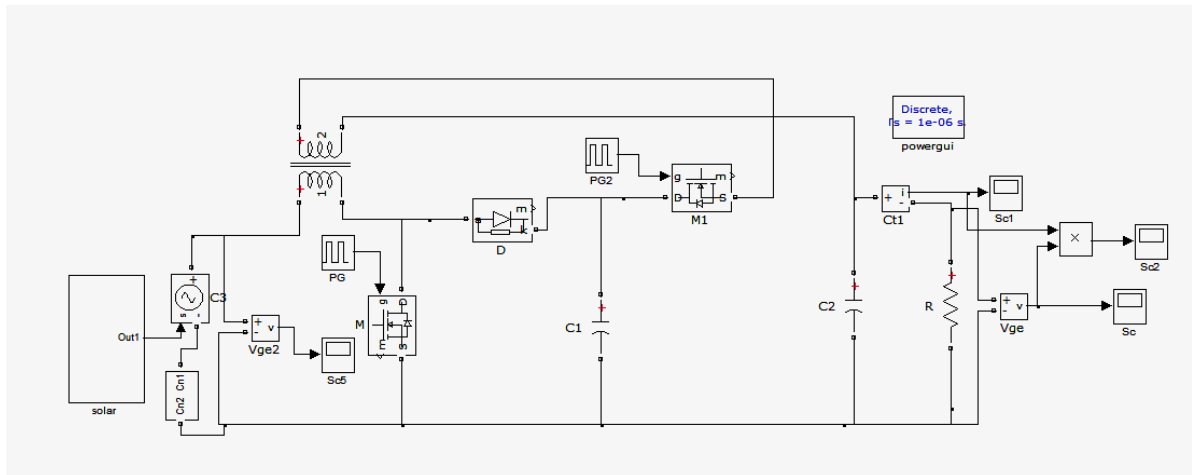 Discrete,
s = 1e-06 s.
powergui
2
1
+
+
PG2
g
m
D
S
M1
+
-
i
Ct1
Sc1
×
Sc2
m
a
k
D
PG
+
s
-
C3
g
D
M
m
S
Out1
solar
+
-
v
Vge2
Sc5
Cn1
Cn2
+
C1
+
C2
+
R
+
-
v
Vge
Sc